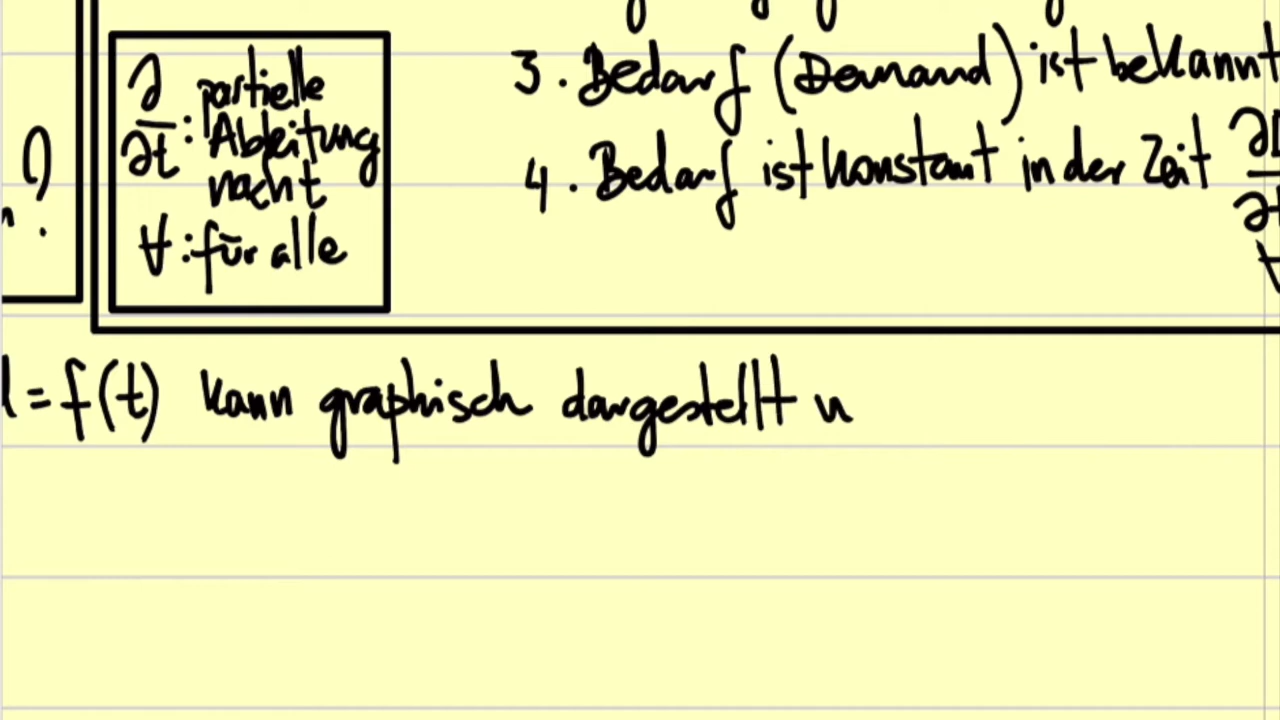 3. Bedarf (Demand) ist bekannt
4. Bedarf ist konstant in der Zeit
∂/∂t : partielle
Ableitung
nach t
∀ : für alle
= f(t) kann graphisch dargestellt